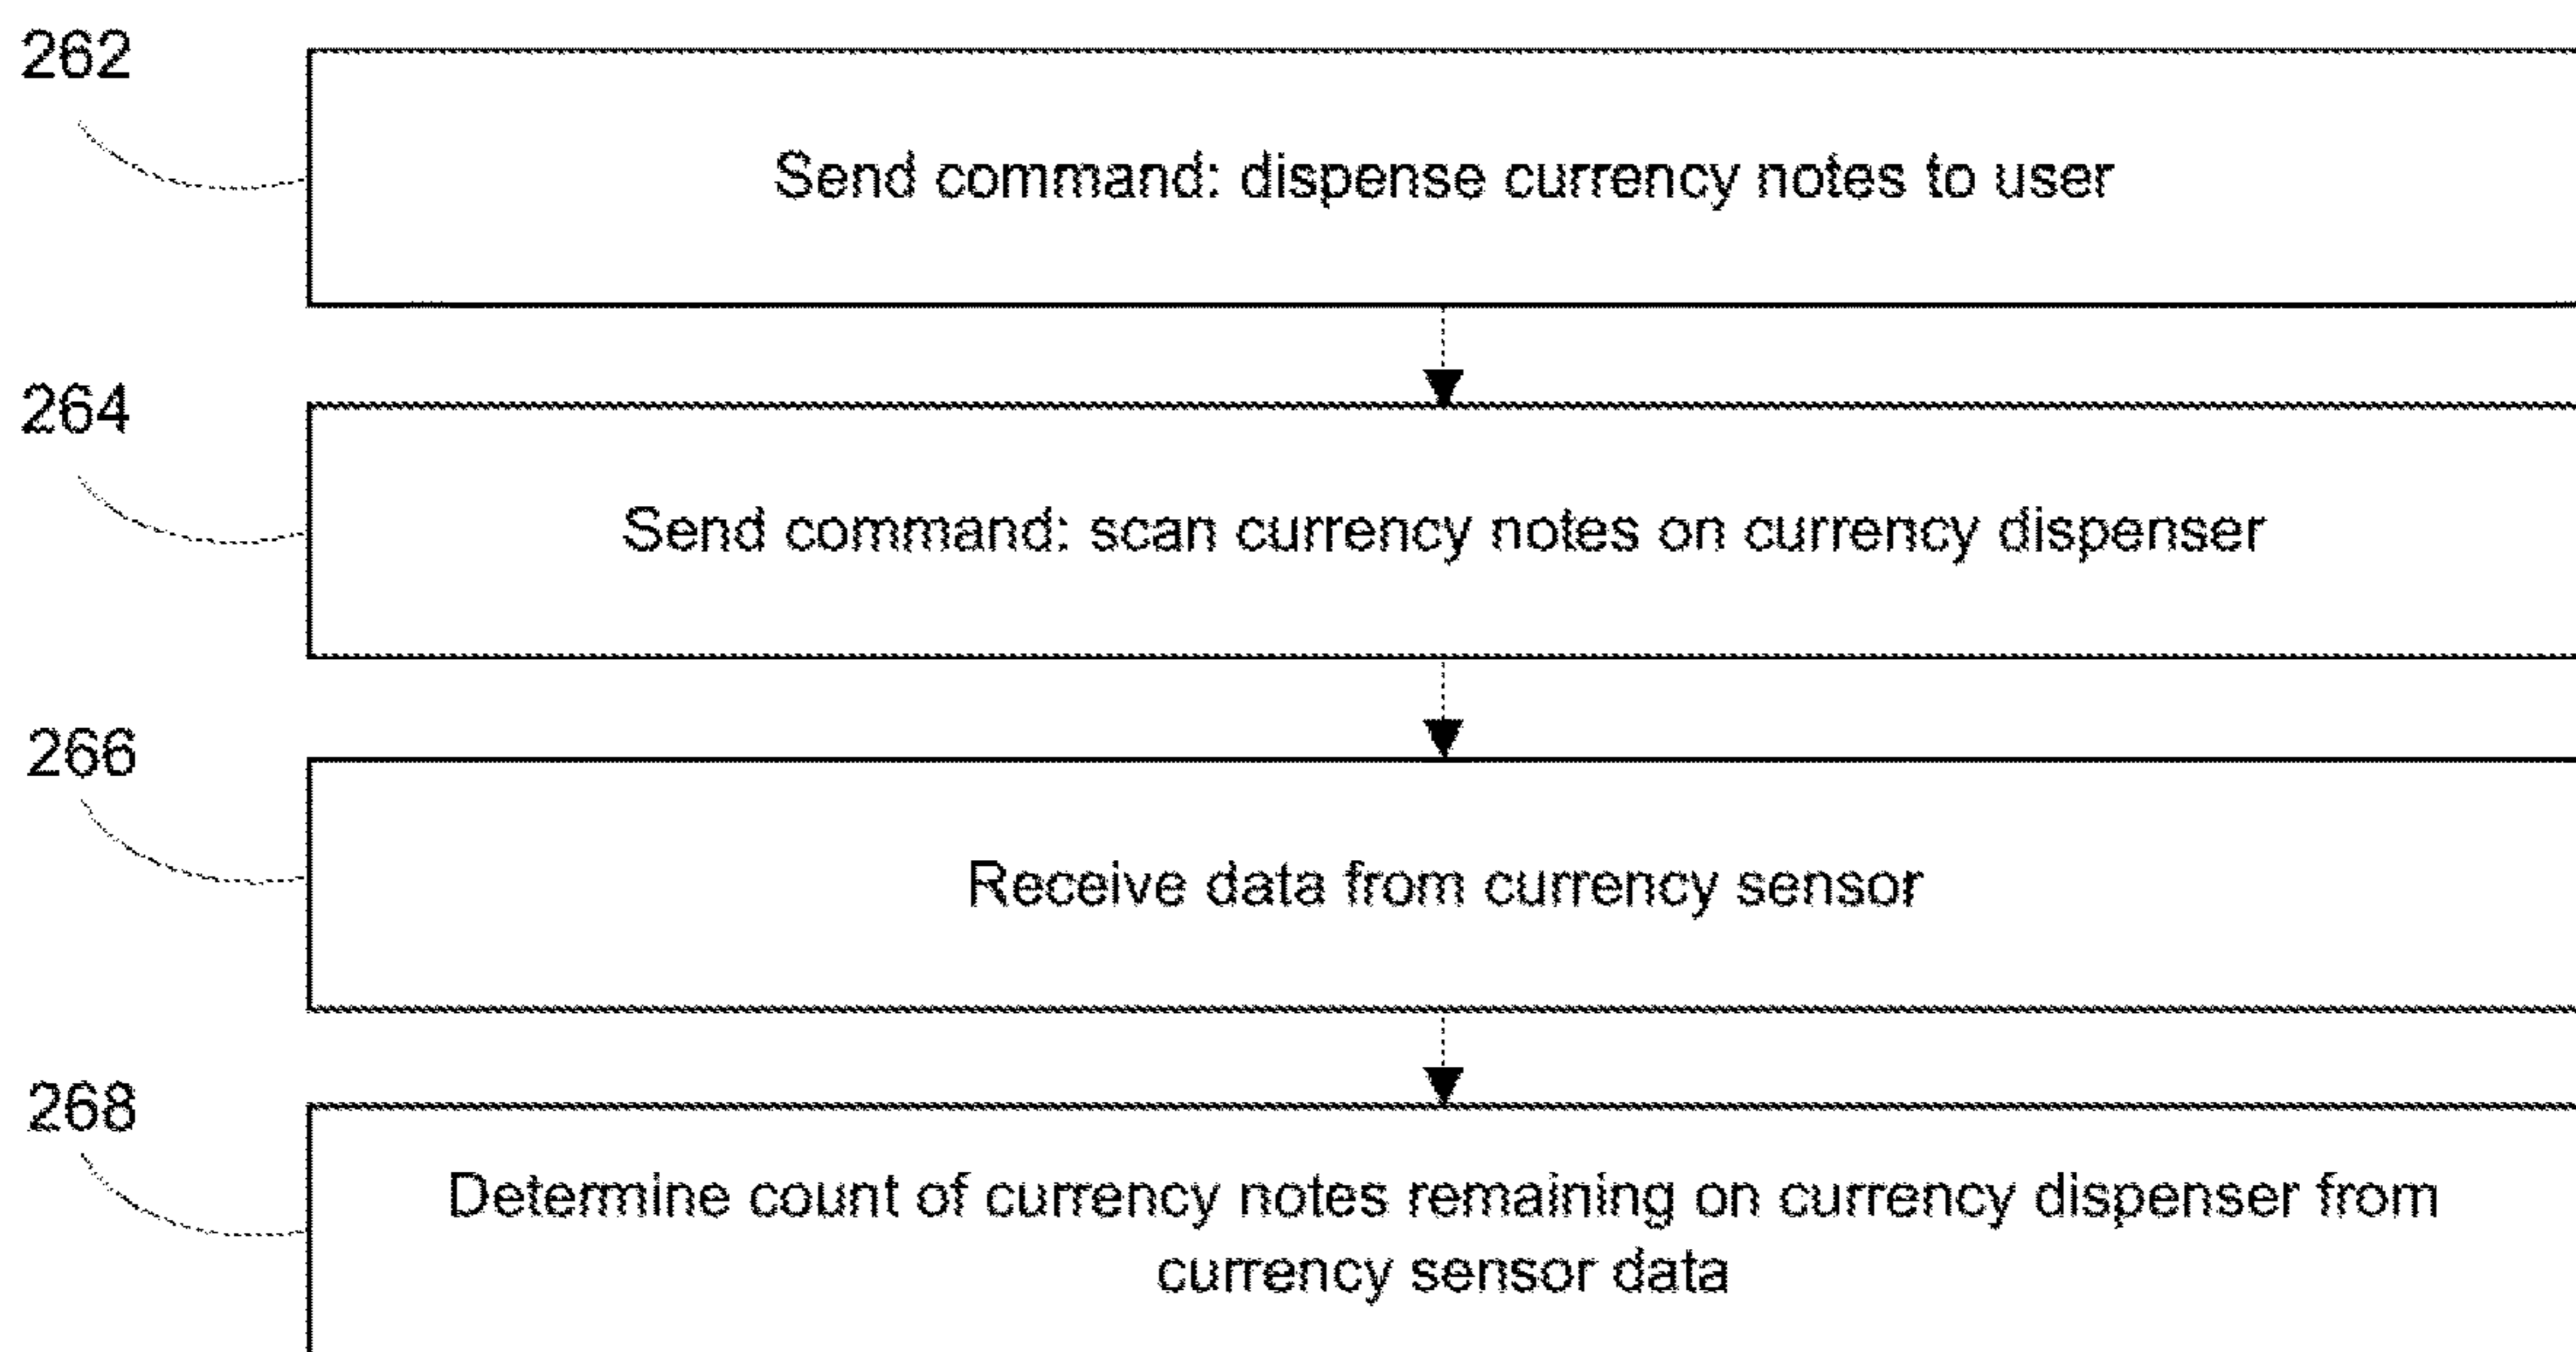 262
Send command: dispense currency notes to user
264
Send command: scan currency notes on currency dispenser
266
Receive data from currency sensor
268
Determine count of currency notes remaining on currency dispenser from
currency sensor data